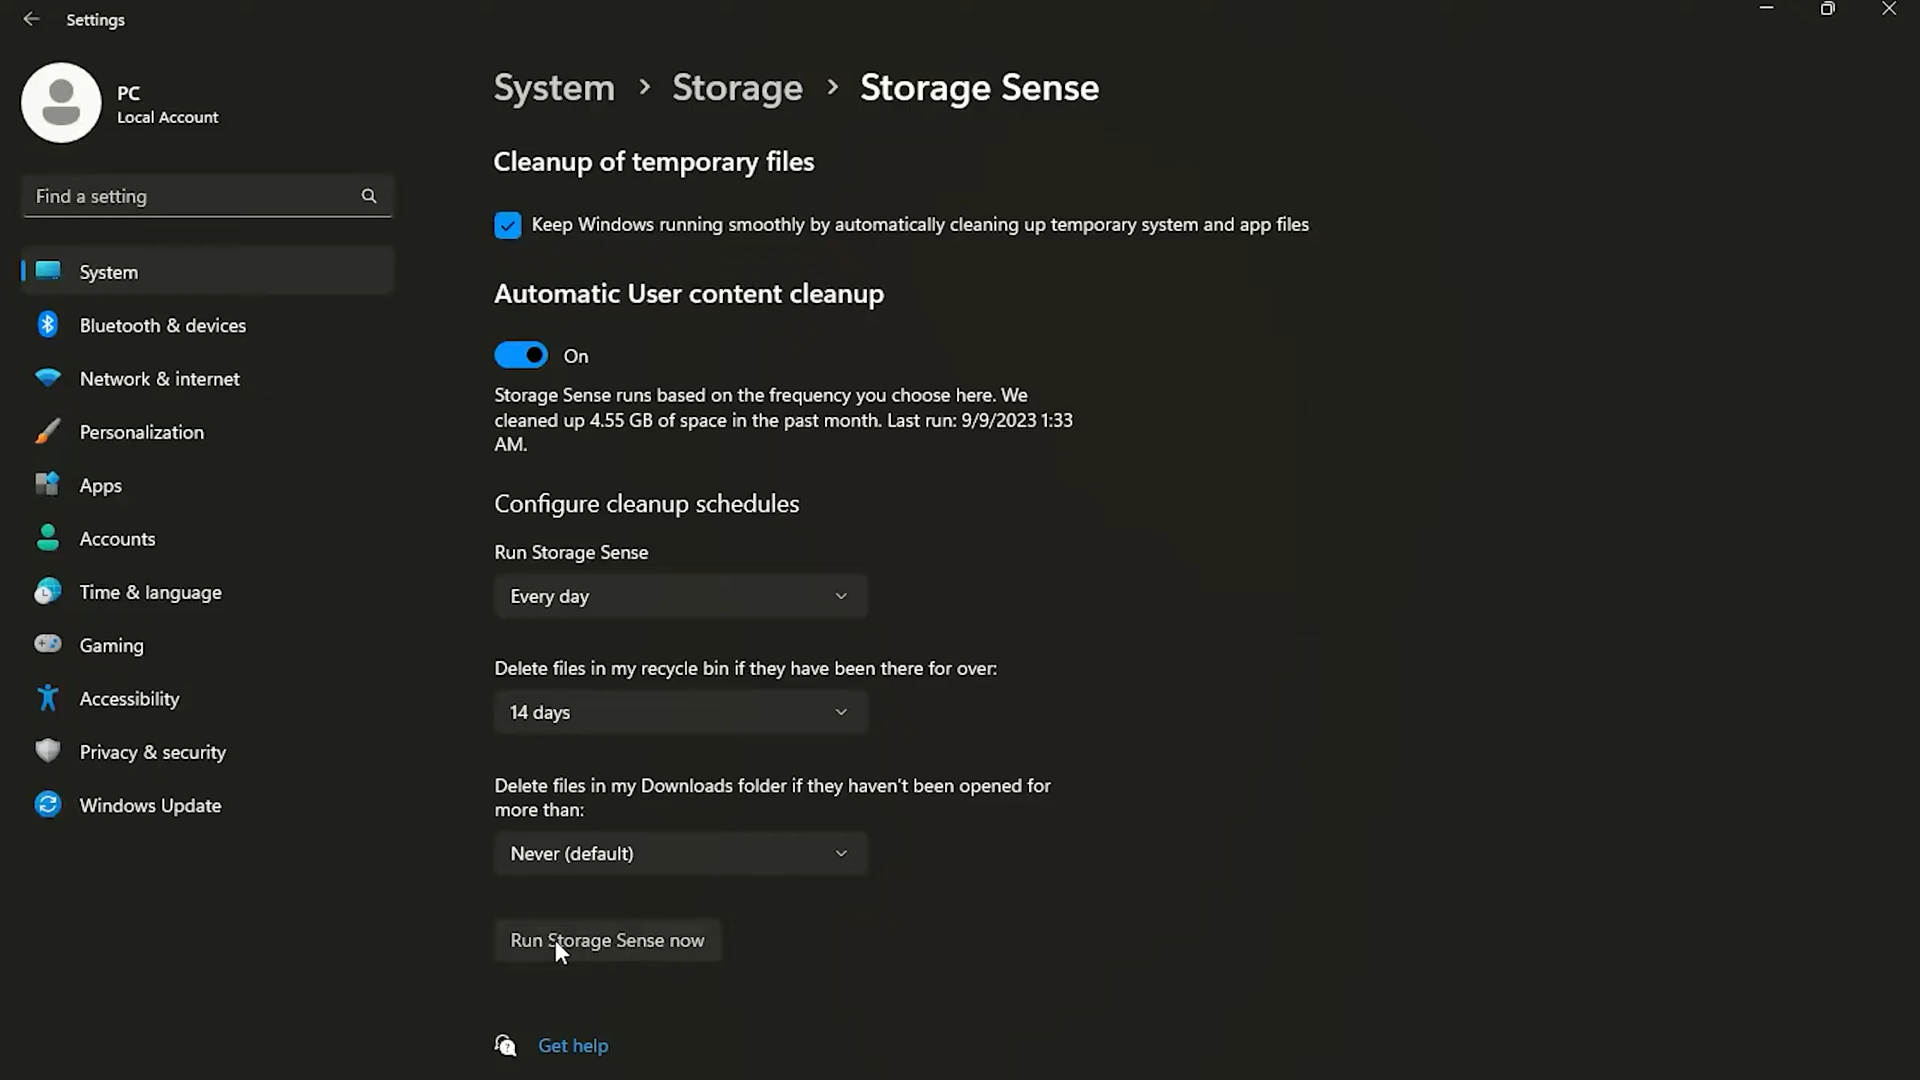 Settings
PC
Local Account
Find a setting
System
Bluetooth & devices
Network & internet
Personalization
Apps
Accounts
Time & language
Gaming
Accessibility
Privacy & security
Windows Update
System > Storage > Storage Sense
Cleanup of temporary files
Keep Windows running smoothly by automatically cleaning up temporary system and app files
Automatic User content cleanup
On
Storage Sense runs based on the frequency you choose here. We
cleaned up 4.55 GB of space in the past month. Last run: 9/9/2023 1:33
AM.
Configure cleanup schedules
Run Storage Sense
Every day
Delete files in my recycle bin if they have been there for over:
14 days
Delete files in my Downloads folder if they haven't been opened for
more than:
Never (default)
Run Storage Sense now
Get help